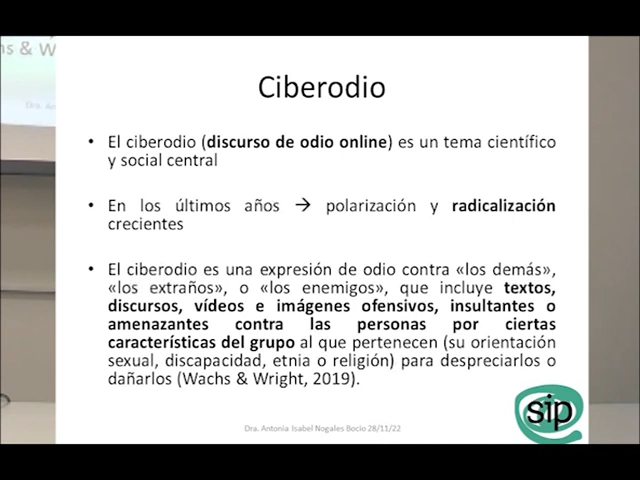 hs & W
Dra. A
Ciberodio
• El ciberodio (discurso de odio online) es un tema científico
y social central
• En los últimos años → polarización y radicalización
crecientes
• El ciberodio es una expresión de odio contra «los demás»,
«los extraños», o «los enemigos», que incluye textos,
discursos, vídeos e imágenes ofensivos, insultantes o
amenazantes contra las personas por ciertas
características del grupo al que pertenecen (su orientación
sexual, discapacidad, etnia o religión) para despreciarlos o
dañarlos (Wachs & Wright, 2019).
sip
Dra. Antonia Isabel Nogales Bocio 28/11/22